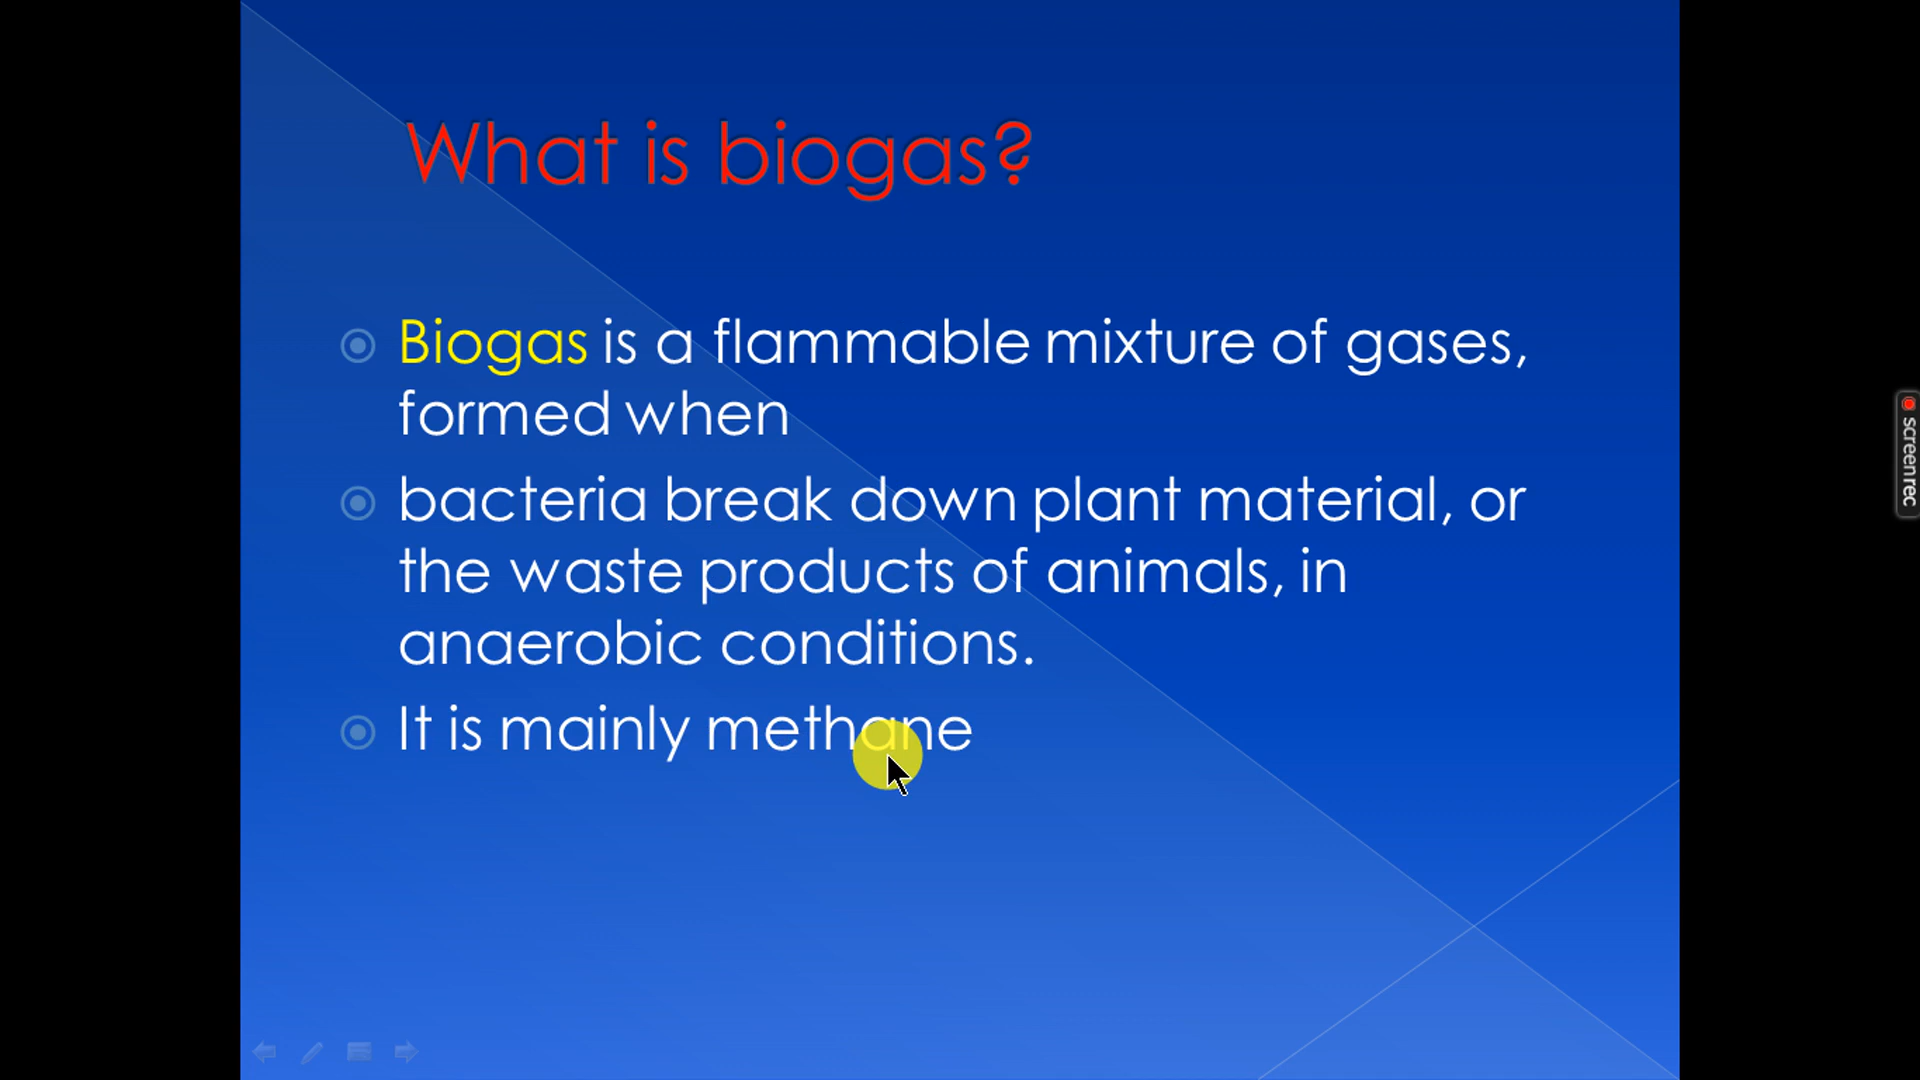 What is biogas?
Biogas is a flammable mixture of gases,
formed when
bacteria break down plant material, or
the waste products of animals, in
anaerobic conditions.
It is mainly methane
screenrec